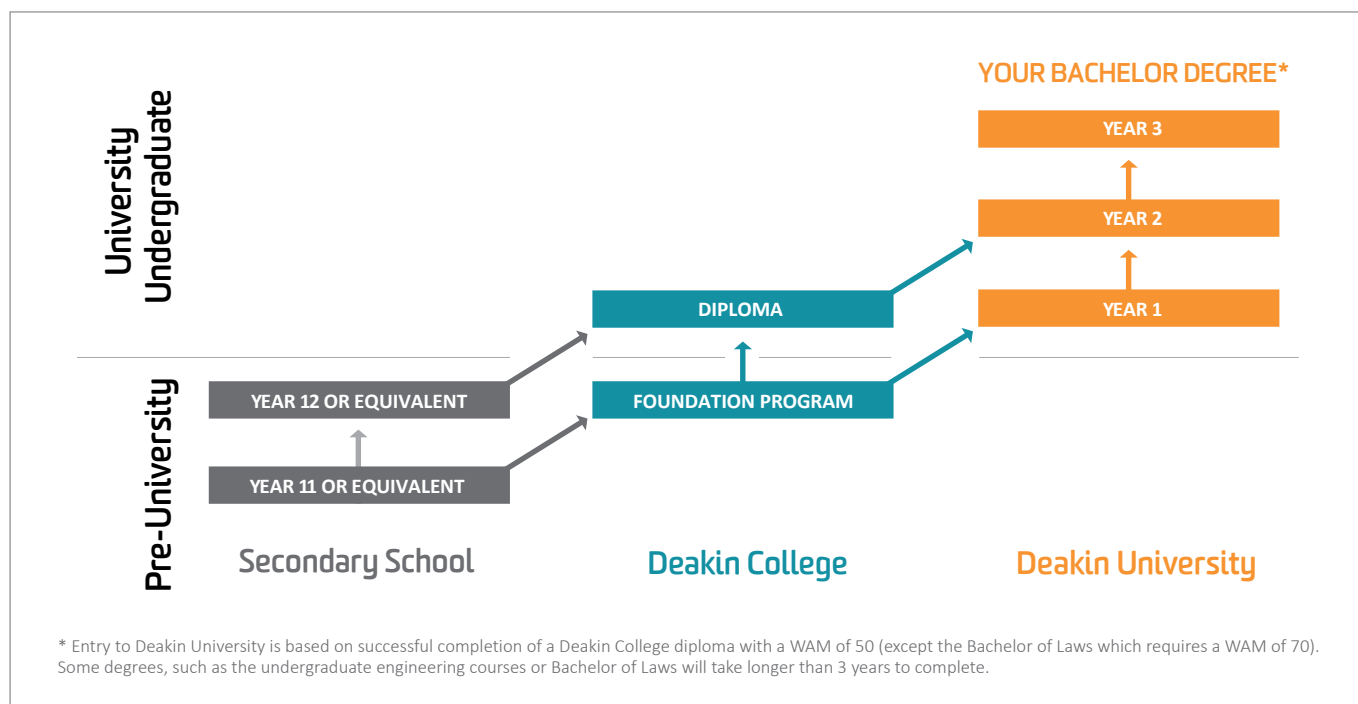 University
Undergraduate
YOUR BACHELOR DEGREE*
YEAR 3
YEAR 2
DIPLOMA
YEAR 1
Pre-University
YEAR 12 OR EQUIVALENT
FOUNDATION PROGRAM
YEAR 11 OR EQUIVALENT
Secondary School
Deakin College
Deakin University
* Entry to Deakin University is based on successful completion of a Deakin College diploma with a WAM of 50 (except the Bachelor of Laws which requires a WAM of 70).
Some degrees, such as the undergraduate engineering courses or Bachelor of Laws will take longer than 3 years to complete.